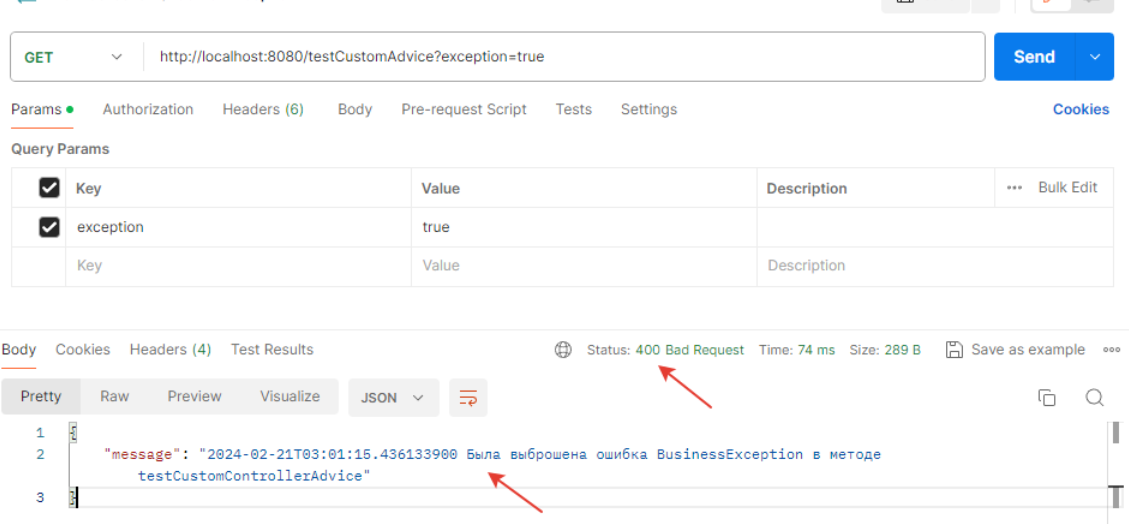 GET http://localhost:8080/testCustomAdvice?exception=true Send
Params Authorization Headers (6) Body Pre-request Script Tests Settings Cookies
Query Params
Key Value Description Bulk Edit
exception true
Key Value Description
Body Cookies Headers (4) Test Results Status: 400 Bad Request Time: 74 ms Size: 289 B Save as example
Pretty Raw Preview Visualize JSON
1 {
2 "message": "2024-02-21T03:01:15.436133900 Была выброшена ошибка BusinessException в методе
testCustomControllerAdvice"
3 }